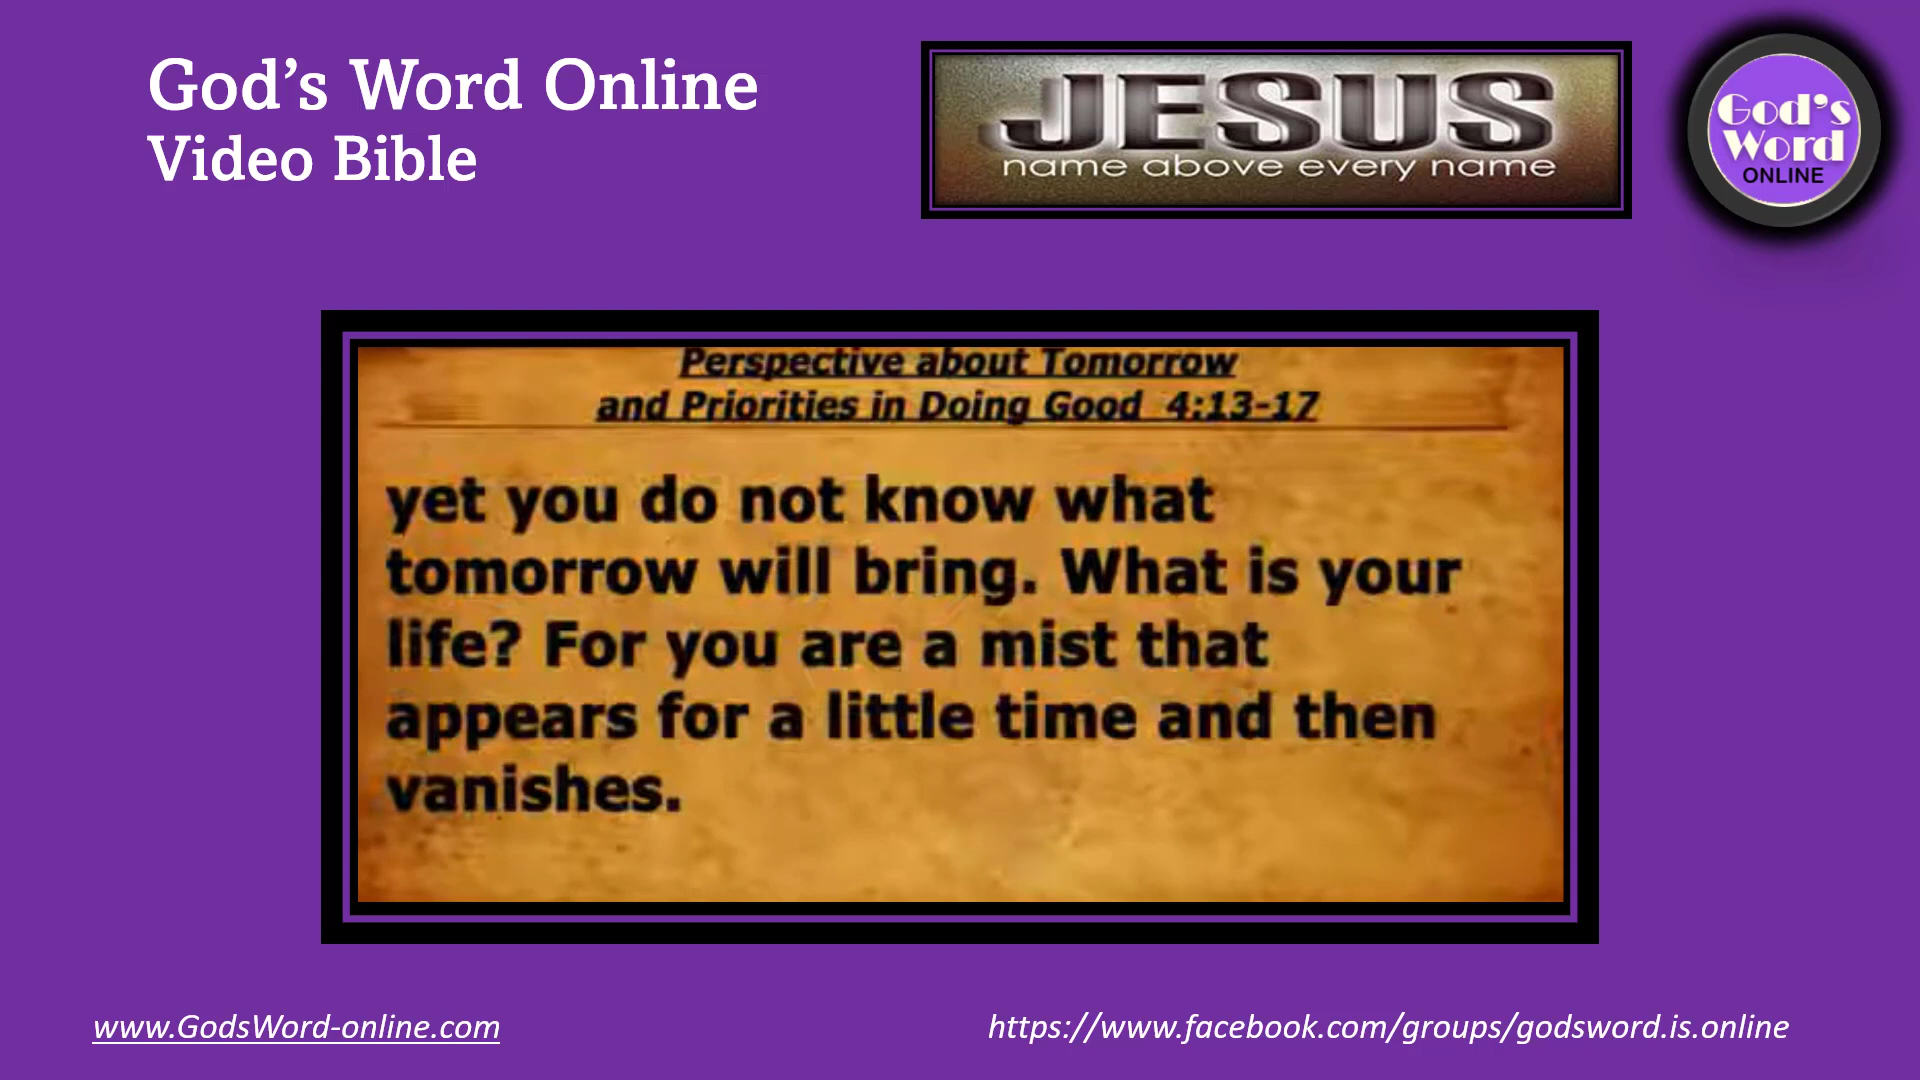 God’s Word Online
Video Bible
JESUS
name above every name
God’s
Word
ONLINE
Perspective about Tomorrow
and Priorities in Doing Good 4:13-17
yet you do not know what
tomorrow will bring. What is your
life? For you are a mist that
appears for a little time and then
vanishes.
www.GodsWord-online.com
https://www.facebook.com/groups/godsword.is.online